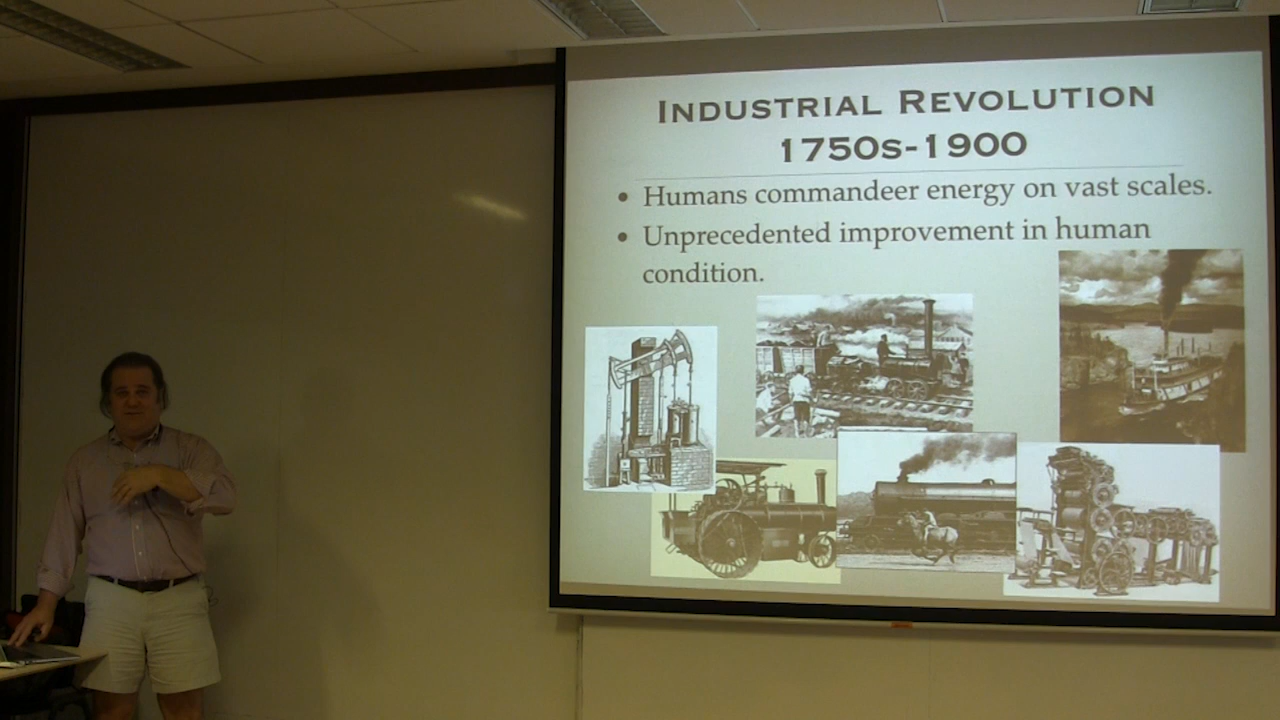 Industrial Revolution
1750s-1900
• Humans commandeer energy on vast scales.
• Unprecedented improvement in human
condition.